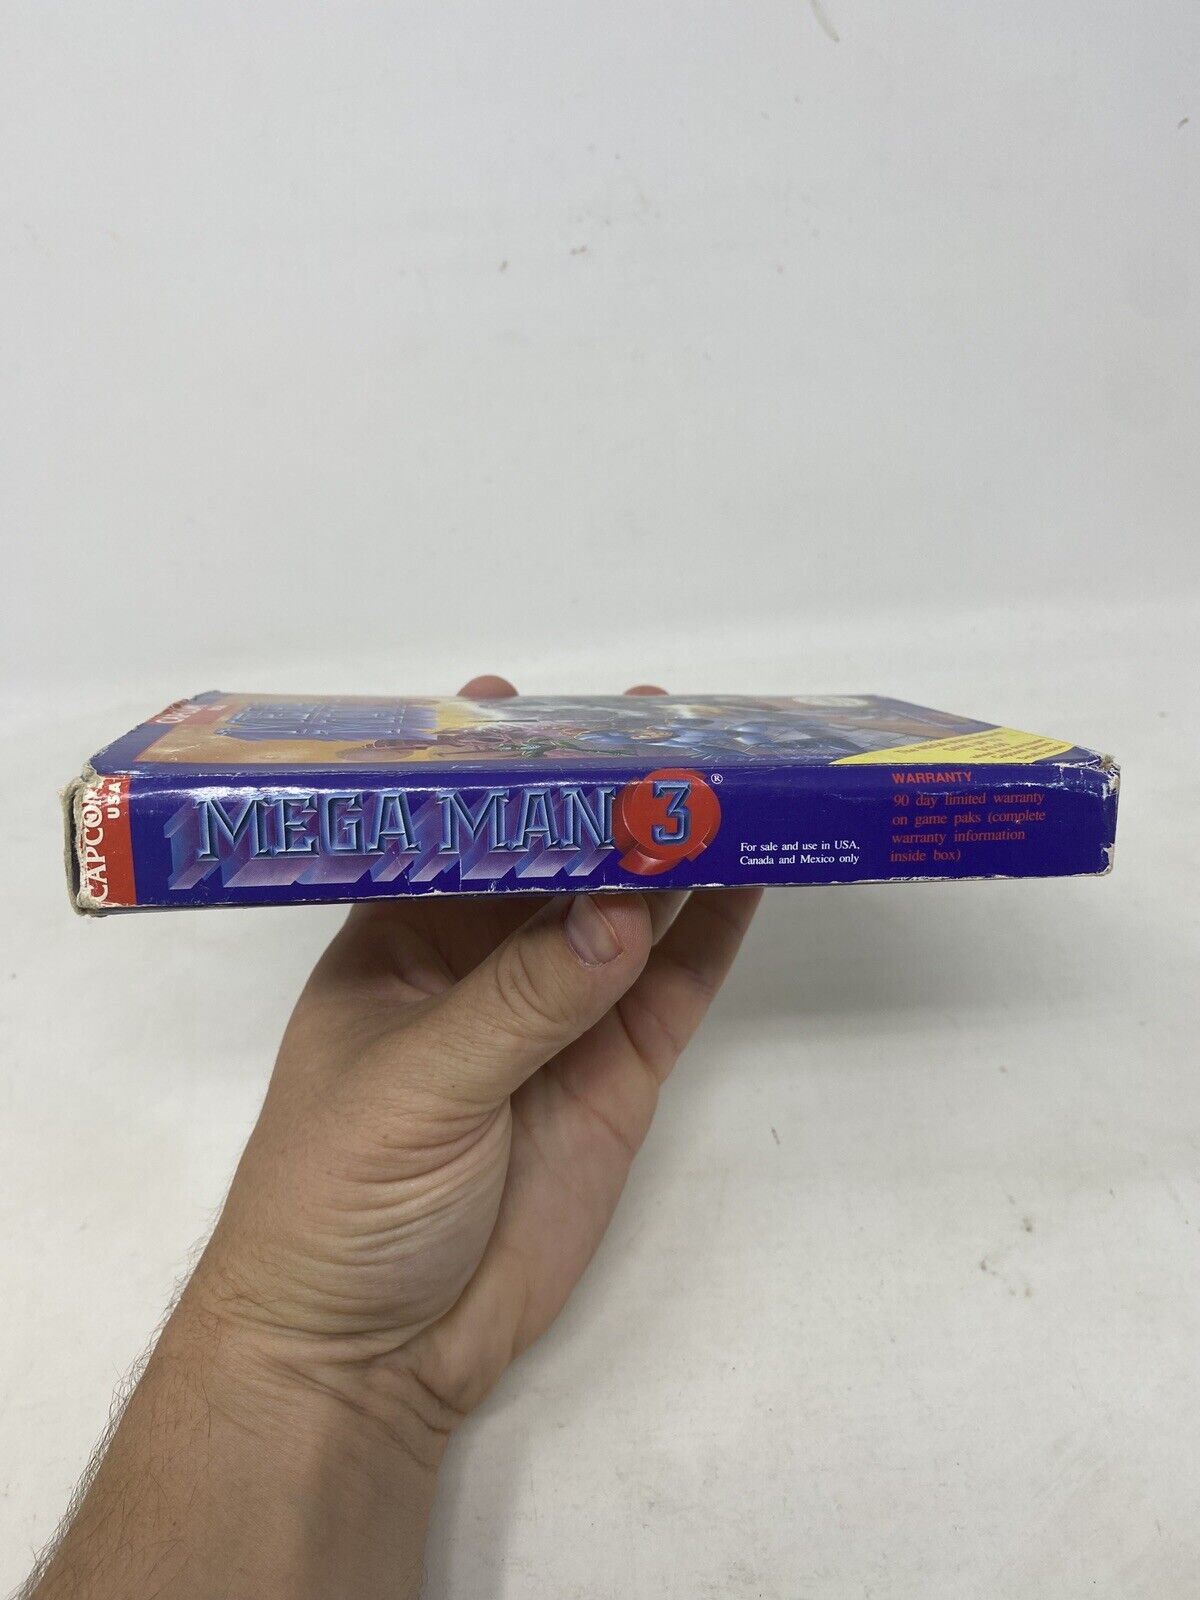 CAPCOM
USA
MEGA MAN 3®
For sale and use in USA,
Canada and Mexico only
WARRANTY
90 day limited warranty
on game paks (complete
warranty information
inside box)